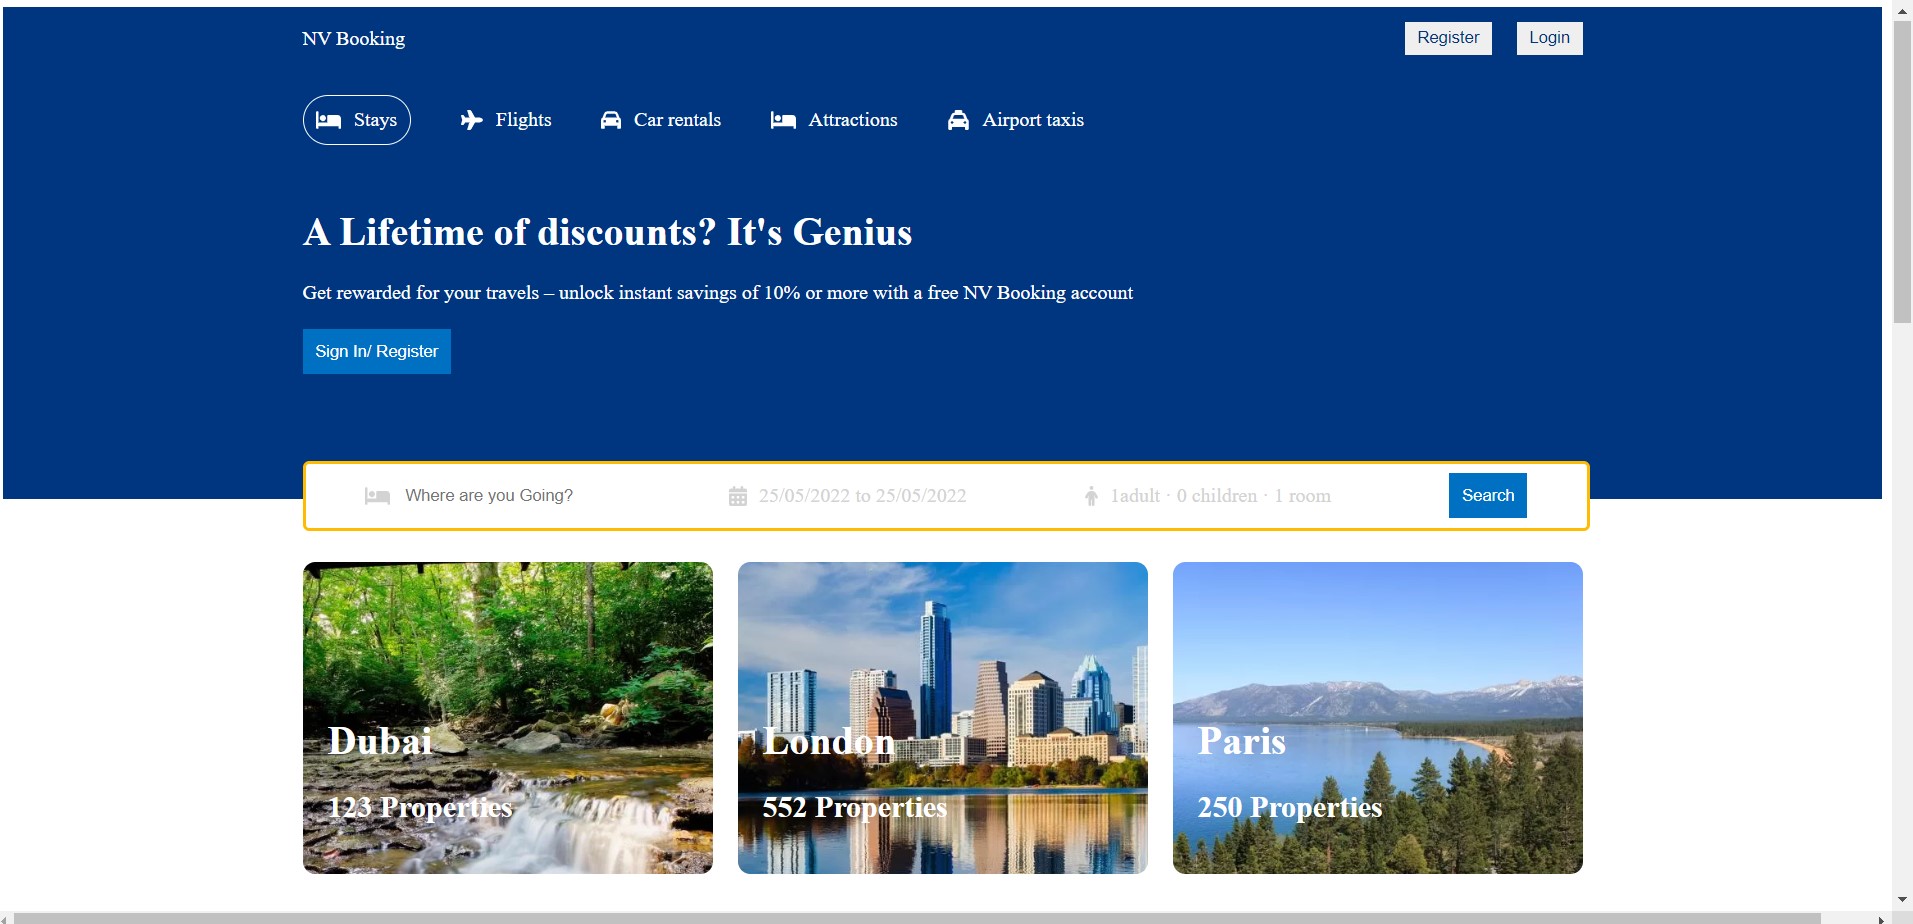 NV Booking
Register
Login
Stays
Flights
Car rentals
Attractions
Airport taxis
A Lifetime of discounts? It's Genius
Get rewarded for your travels – unlock instant savings of 10% or more with a free NV Booking account
Sign In/ Register
Where are you Going?
25/05/2022 to 25/05/2022
1adult · 0 children · 1 room
Search
Dubai
123 Properties
London
552 Properties
Paris
250 Properties